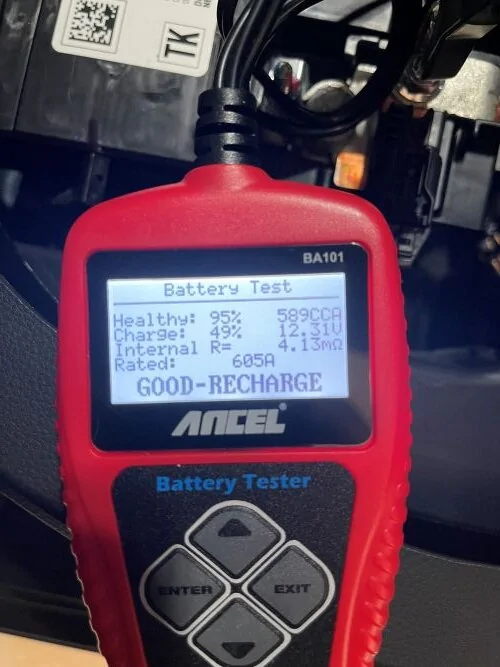 TK
BA101
Battery Test
Healthy: 95% 589CCA
Charge: 49% 12.31V
Internal R= 4.13mΩ
Rated: 605A
GOOD-RECHARGE
ANCEL®
Battery Tester
ENTER EXIT